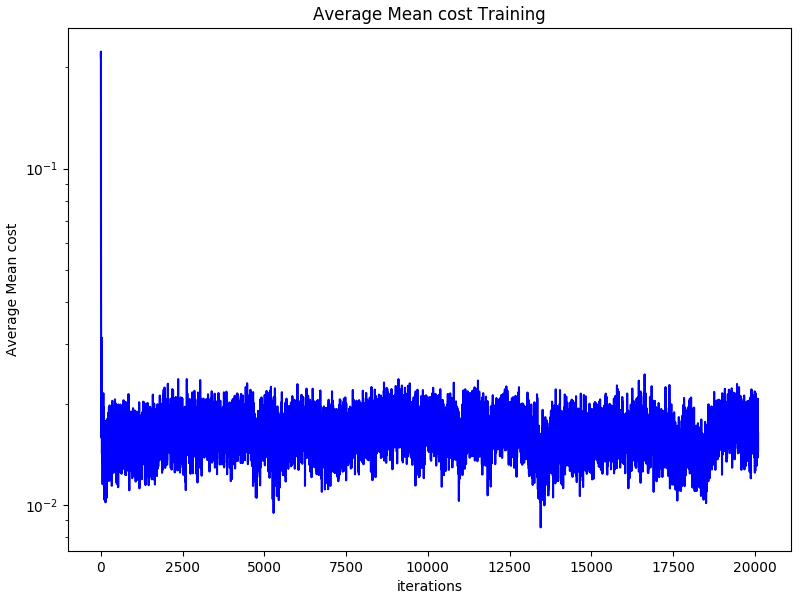 Average Mean cost Training
Average Mean cost
10⁻¹
10⁻²
0 2500 5000 7500 10000 12500 15000 17500 20000
iterations